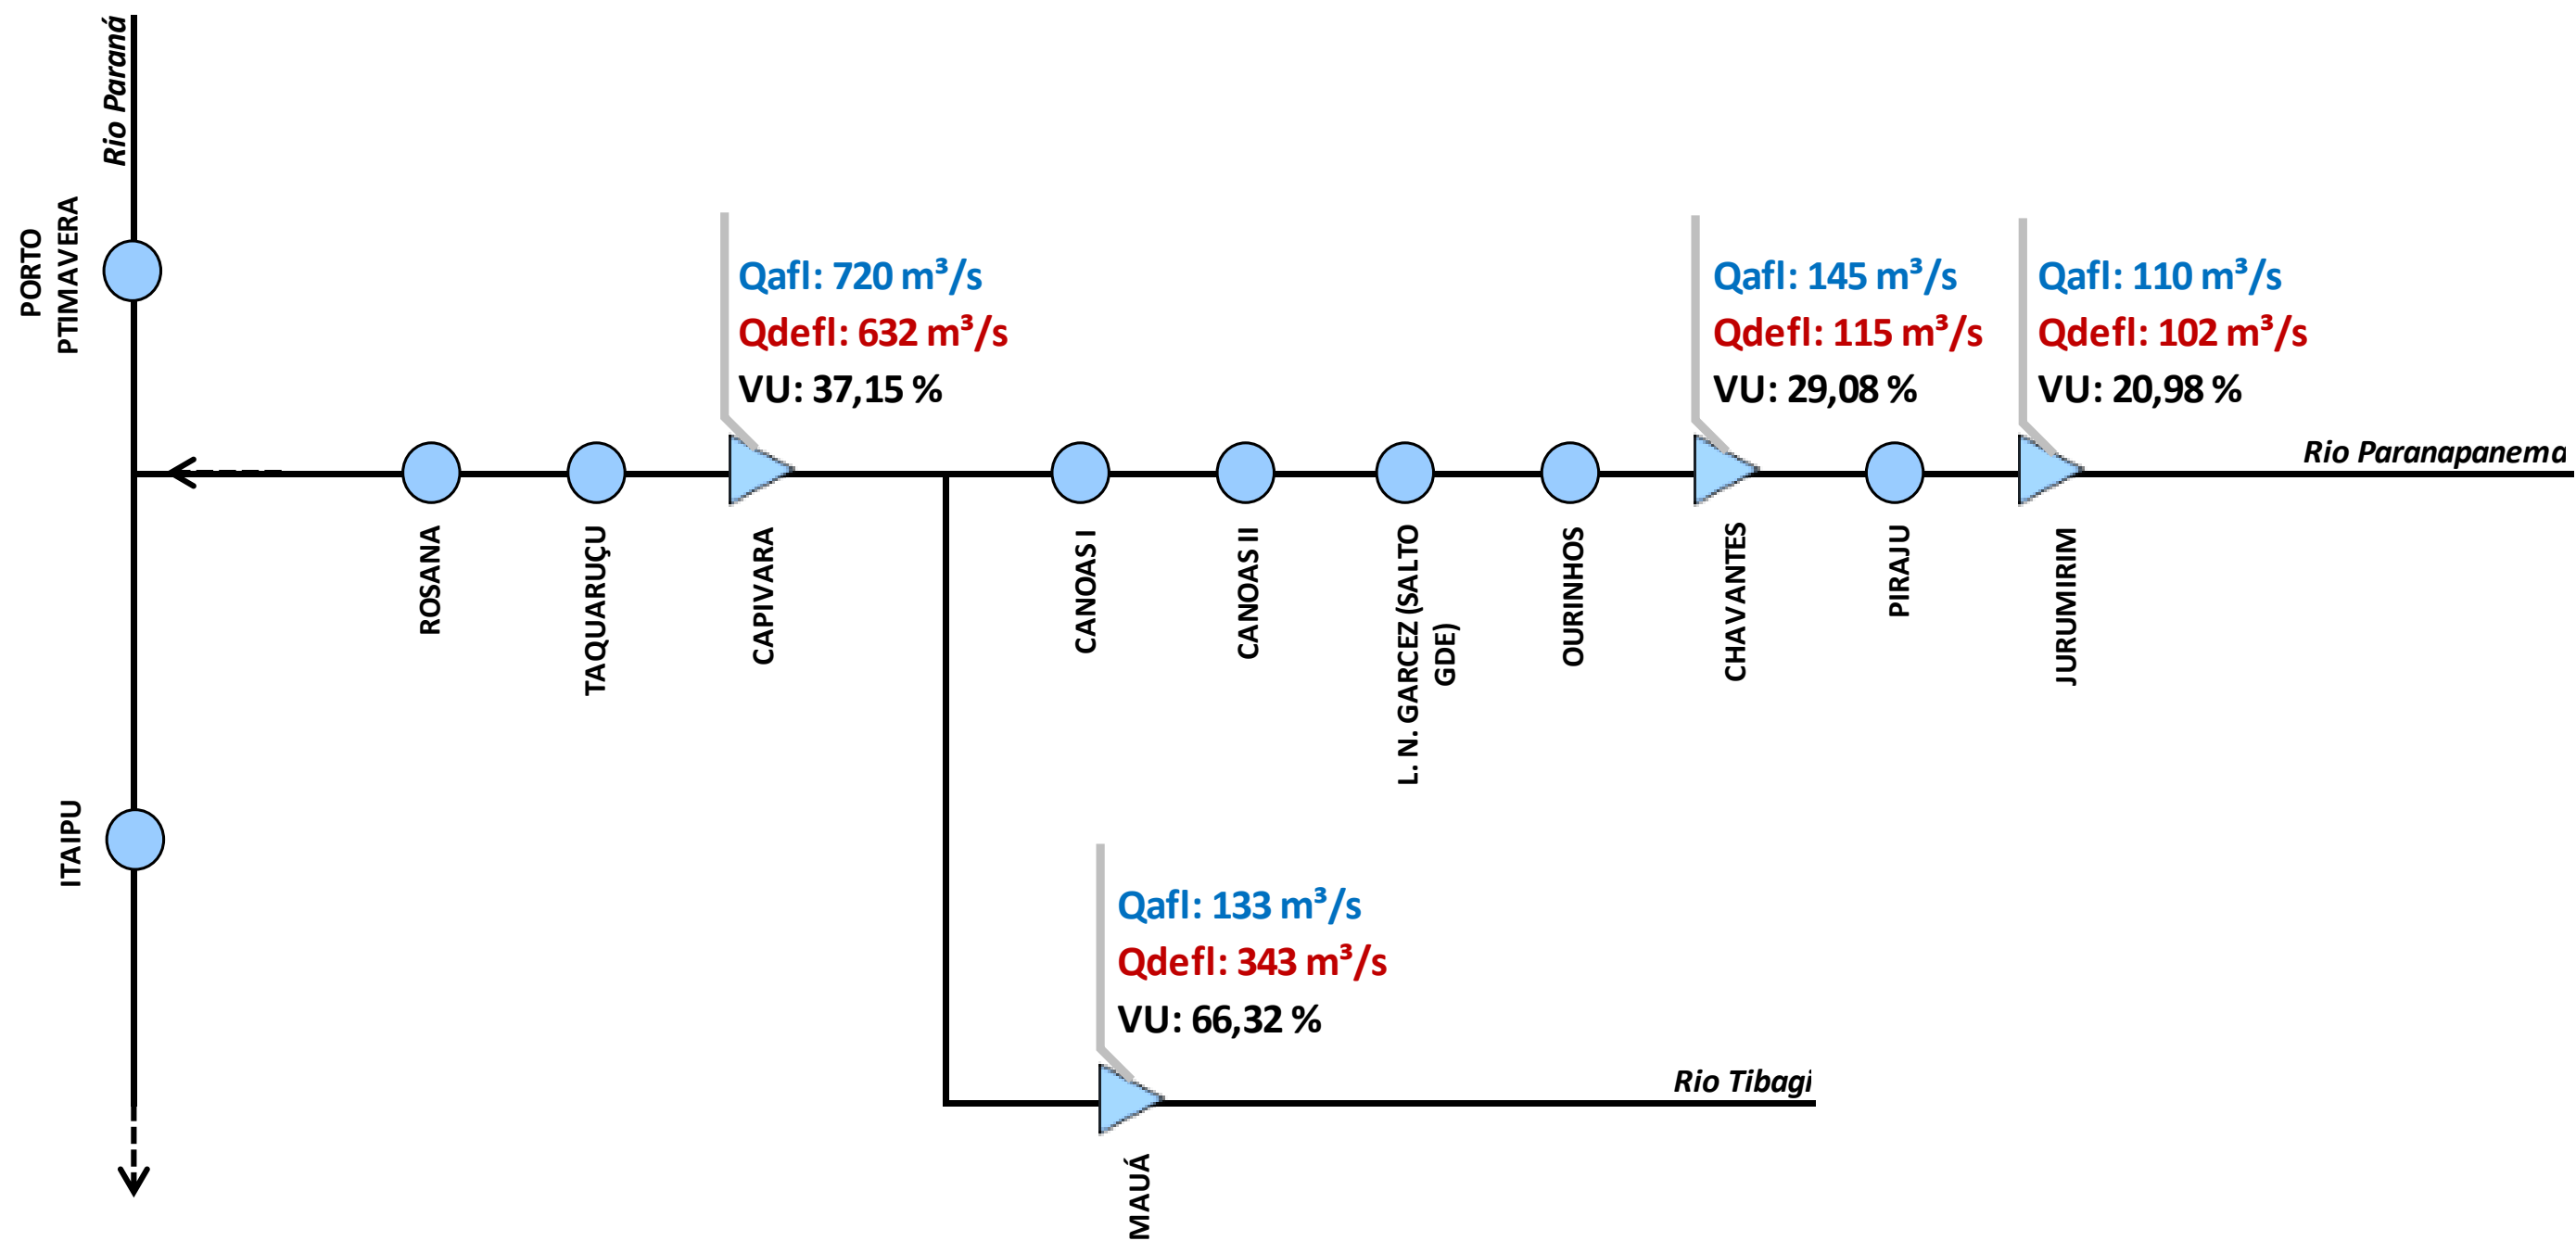 Rio Paraná
PORTO
PTIMAVERA
Qafl: 720 m³/s
Qdefl: 632 m³/s
VU: 37,15 %
Qafl: 145 m³/s
Qdefl: 115 m³/s
VU: 29,08 %
Qafl: 110 m³/s
Qdefl: 102 m³/s
VU: 20,98 %
Rio Paranapanema
ROSANA
TAQUARUÇU
CAPIVARA
CANOAS I
CANOAS II
L. N. GARCEZ (SALTO
GDE)
OURINHOS
CHAVANTES
PIRAJU
JURUMIRIM
ITAIPU
Qafl: 133 m³/s
Qdefl: 343 m³/s
VU: 66,32 %
Rio Tibagi
MAUÁ